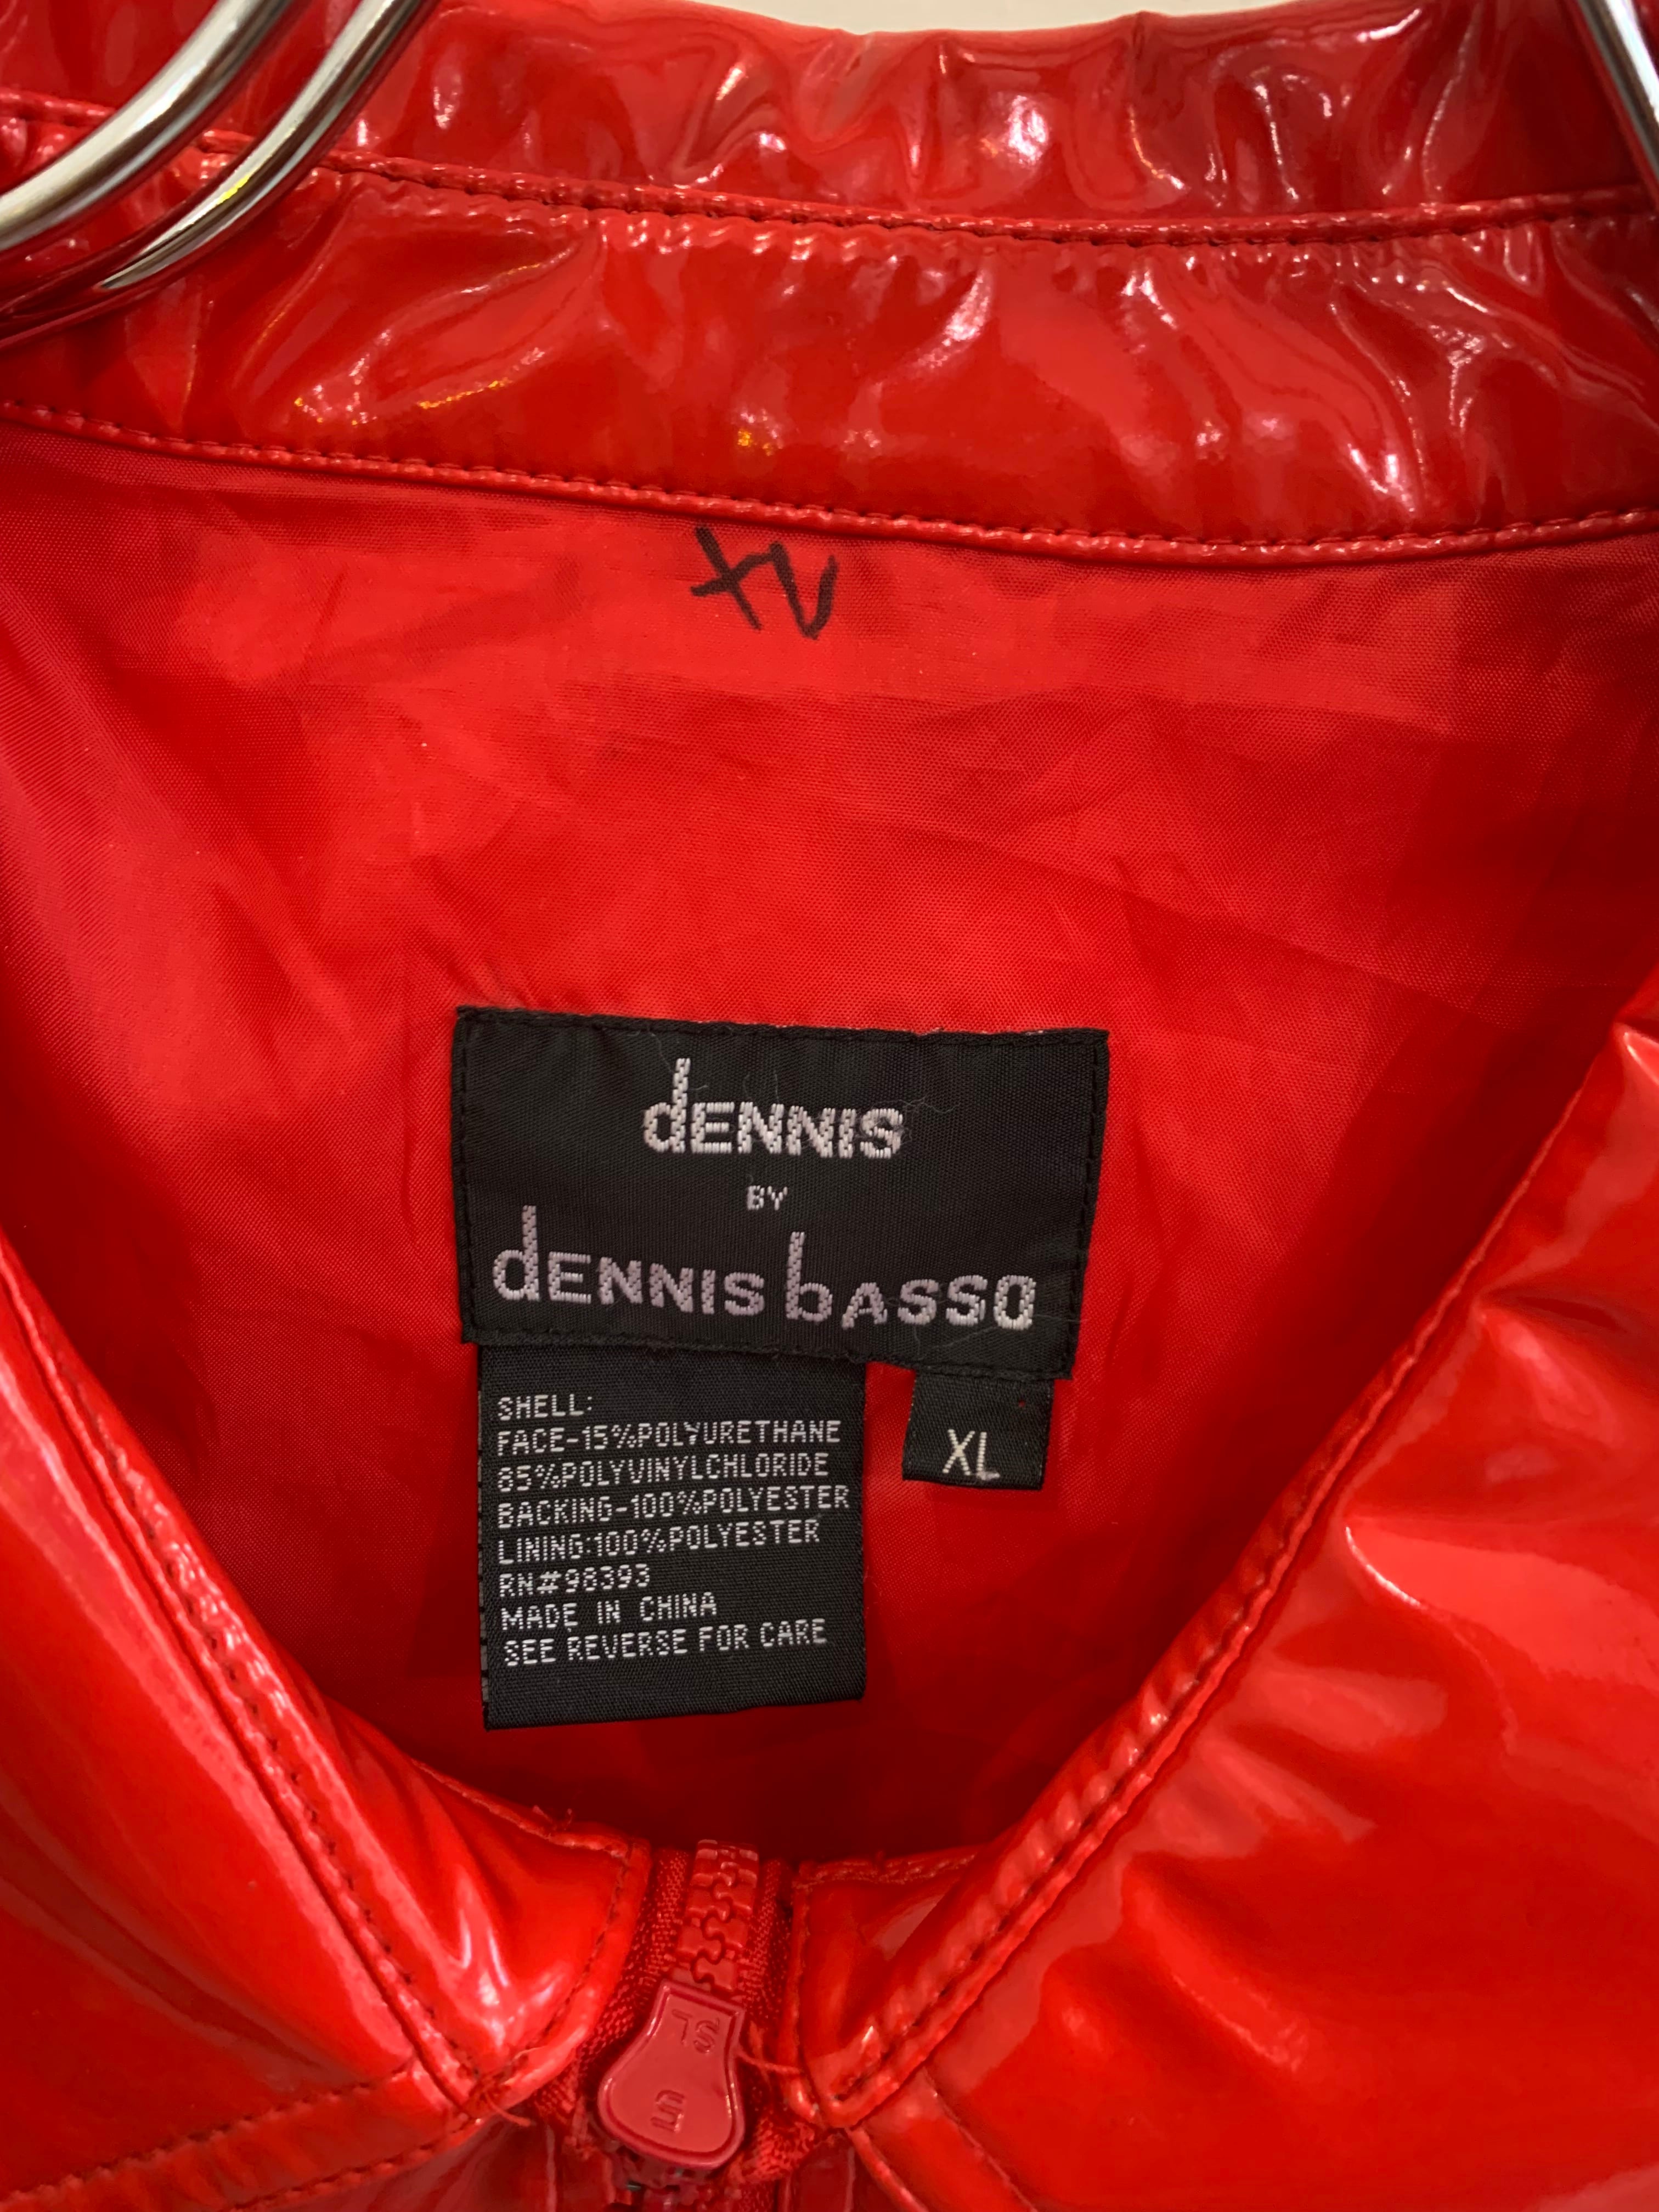 dENNIS
BY
dENNIS bASSO
XL
SHELL:
FACE-15%POLYURETHANE
85%POLYVINYLCHLORIDE
BACKING-100%POLYESTER
LINING:100%POLYESTER
RN#98393
MADE IN CHINA
SEE REVERSE FOR CARE